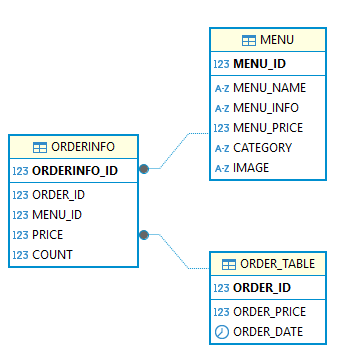 MENU
123 MENU_ID
A-Z MENU_NAME
A-Z MENU_INFO
123 MENU_PRICE
A-Z CATEGORY
A-Z IMAGE
ORDERINFO
123 ORDERINFO_ID
123 ORDER_ID
123 MENU_ID
123 PRICE
123 COUNT
ORDER_TABLE
123 ORDER_ID
123 ORDER_PRICE
ORDER_DATE